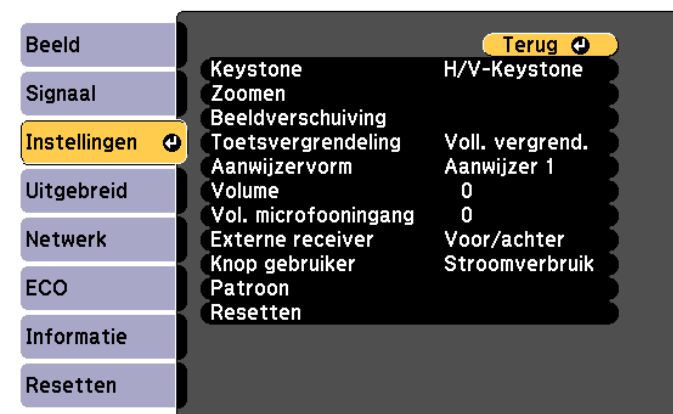 Beeld
Signaal
Instellingen
Uitgebreid
Netwerk
ECO
Informatie
Resetten
Terug
Keystone H/V-Keystone
Zoomen
Beeldverschuiving
Toetsvergrendeling Voll. vergrend.
Aanwijzervorm Aanwijzer 1
Volume 0
Vol. microfooningang 0
Externe receiver Voor/achter
Knop gebruiker Stroomverbruik
Patroon
Resetten